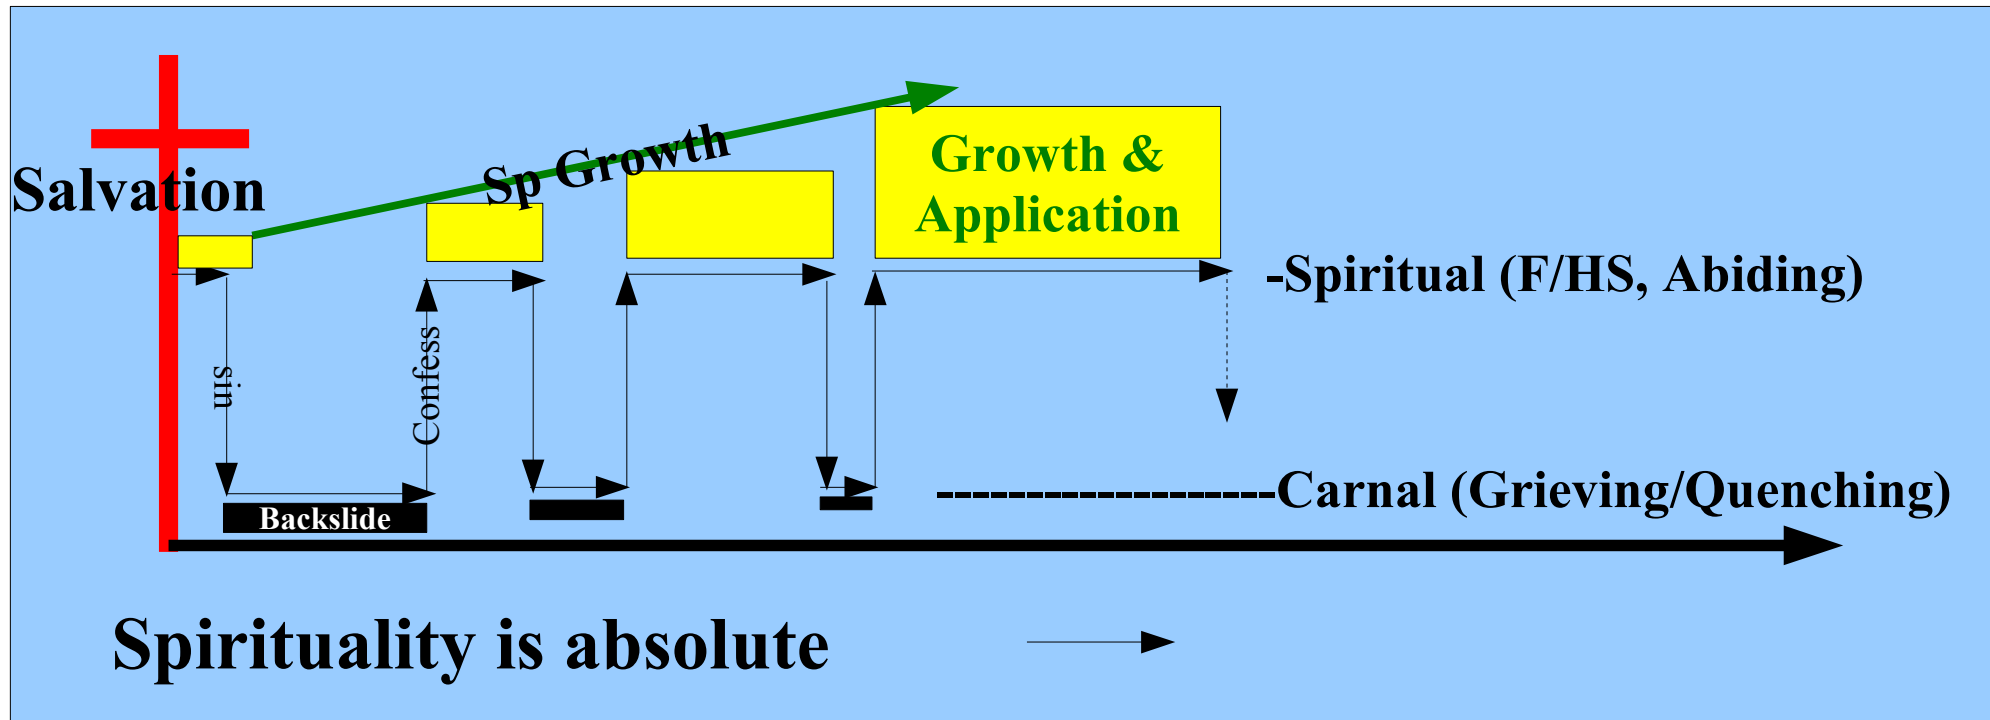 Salvation
Sp Growth
Growth &
Application
-Spiritual (F/HS, Abiding)
sin
Confess
Backslide
-------------------Carnal (Grieving/Quenching)
Spirituality is absolute